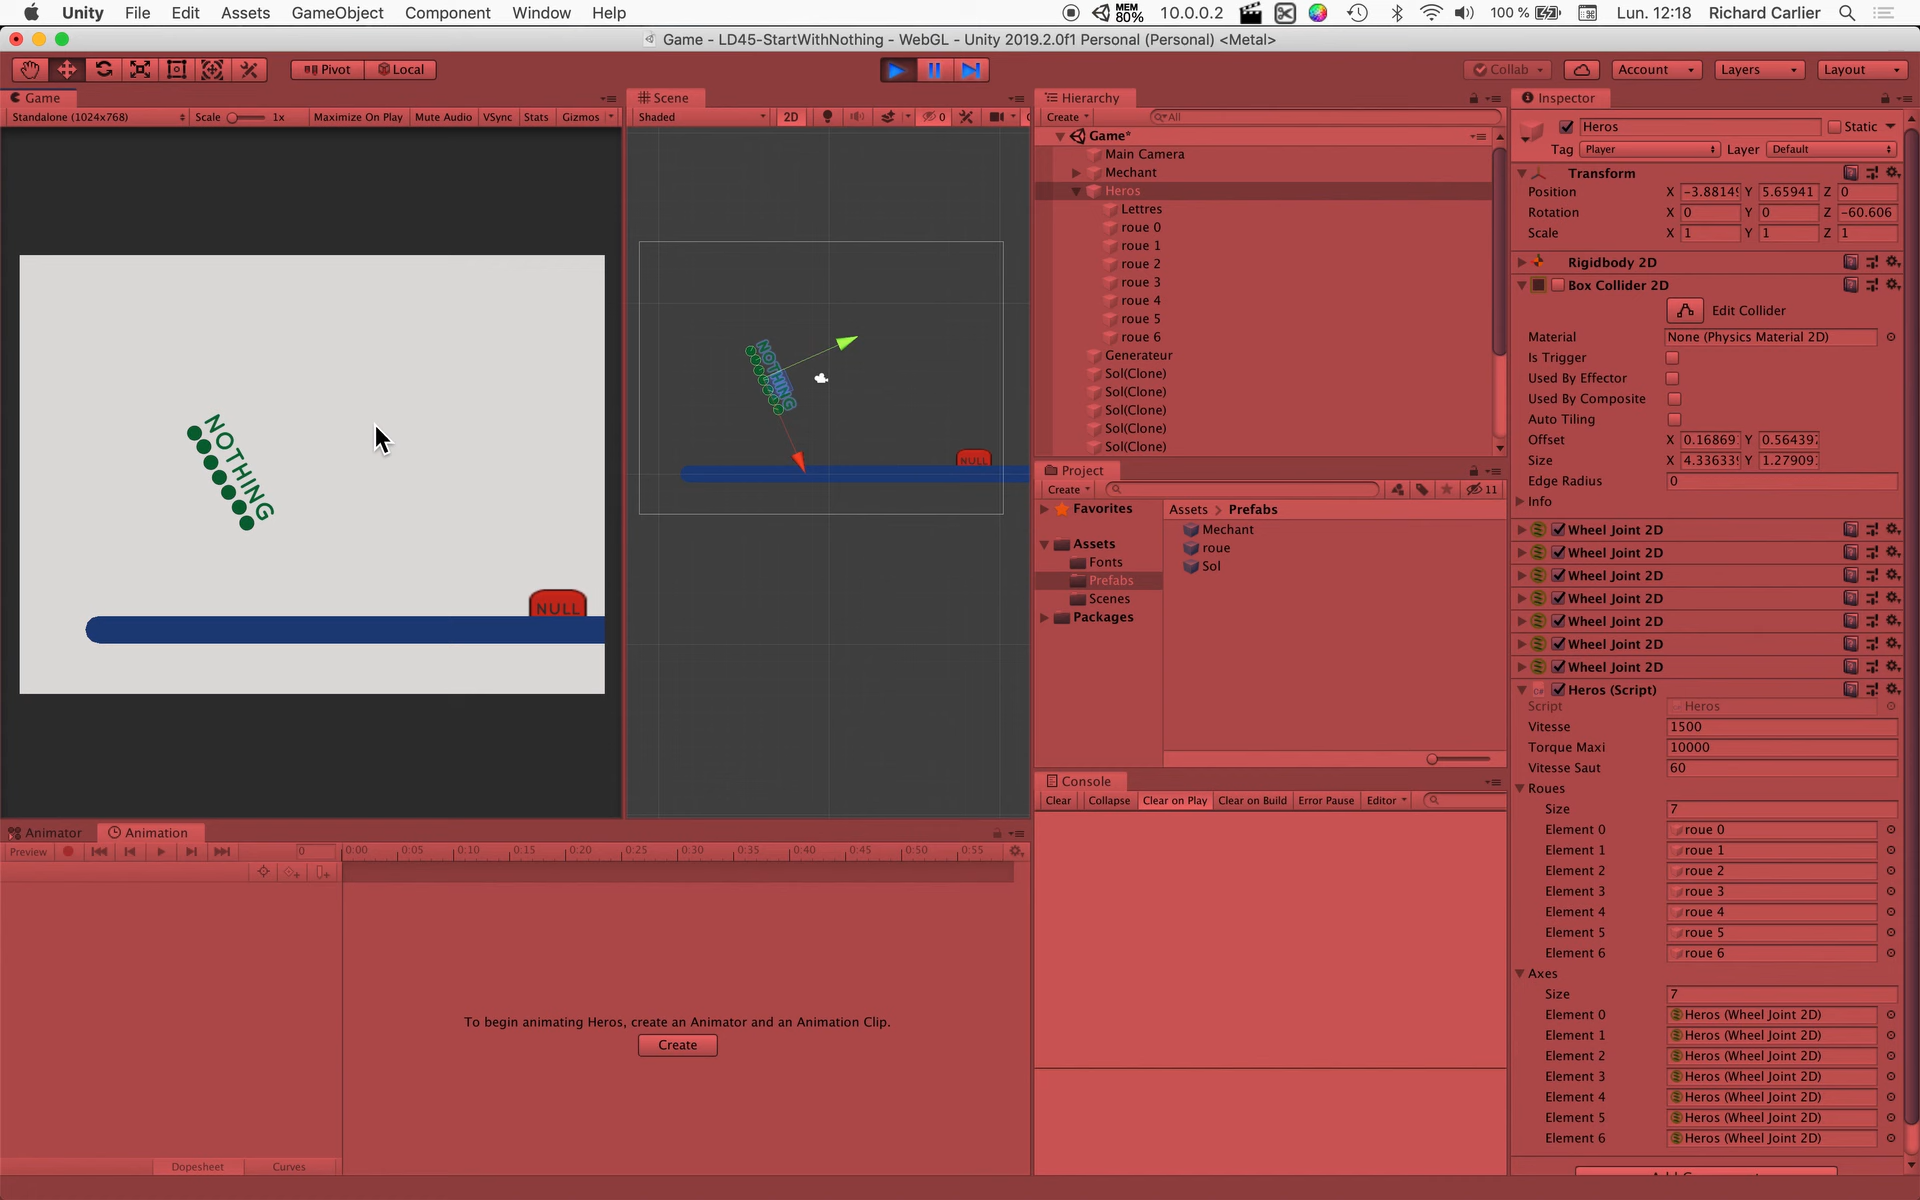 Unity File Edit Assets GameObject Component Window Help MEM 80% 10.0.0.2 100 % Lun. 12:18 Richard Carlier
Game - LD45-StartWithNothing - WebGL - Unity 2019.2.0f1 Personal (Personal) <Metal>
Pivot Local Collab Account Layers Layout
Game
Standalone (1024x768) Scale 1x Maximize On Play Mute Audio VSync Stats Gizmos
NOTHING
NULL
Scene
Shaded 2D 0
NOTHING
NULL
Hierarchy
Create All
Game*
Main Camera
Mechant
Heros
Lettres
roue 0
roue 1
roue 2
roue 3
roue 4
roue 5
roue 6
Generateur
Sol(Clone)
Sol(Clone)
Sol(Clone)
Sol(Clone)
Sol(Clone)
Project
Create 11
Favorites
Assets
Fonts
Prefabs
Scenes
Packages
Assets > Prefabs
Mechant
roue
Sol
Console
Clear Collapse Clear on Play Clear on Build Error Pause Editor
Animator Animation
Preview 0 0:00 0:05 0:10 0:15 0:20 0:25 0:30 0:35 0:40 0:45 0:50 0:55
To begin animating Heros, create an Animator and an Animation Clip.
Create
Dopesheet Curves
Inspector
Heros Static
Tag Player Layer Default
Transform
Position X -3.8814 Y 5.65941 Z 0
Rotation X 0 Y 0 Z -60.606
Scale X 1 Y 1 Z 1
Rigidbody 2D
Box Collider 2D
Edit Collider
Material None (Physics Material 2D)
Is Trigger
Used By Effector
Used By Composite
Auto Tiling
Offset X 0.16869 Y 0.56439
Size X 4.33633 Y 1.27909
Edge Radius 0
Info
Wheel Joint 2D
Wheel Joint 2D
Wheel Joint 2D
Wheel Joint 2D
Wheel Joint 2D
Wheel Joint 2D
Wheel Joint 2D
Heros (Script)
Script Heros
Vitesse 1500
Torque Maxi 10000
Vitesse Saut 60
Roues
Size 7
Element 0 roue 0
Element 1 roue 1
Element 2 roue 2
Element 3 roue 3
Element 4 roue 4
Element 5 roue 5
Element 6 roue 6
Axes
Size 7
Element 0 Heros (Wheel Joint 2D)
Element 1 Heros (Wheel Joint 2D)
Element 2 Heros (Wheel Joint 2D)
Element 3 Heros (Wheel Joint 2D)
Element 4 Heros (Wheel Joint 2D)
Element 5 Heros (Wheel Joint 2D)
Element 6 Heros (Wheel Joint 2D)